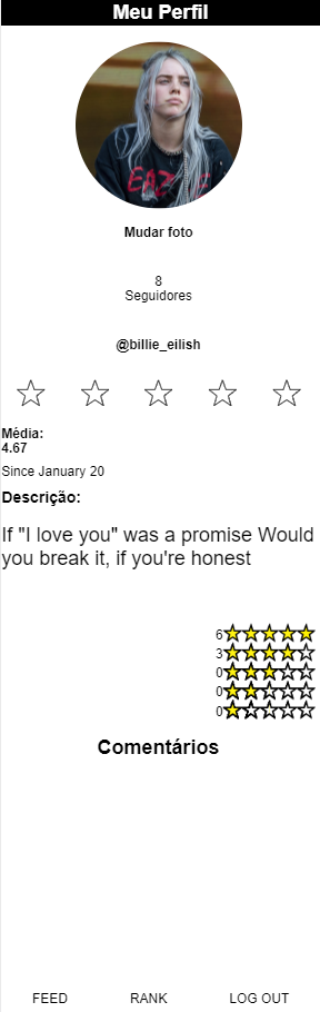 Meu Perfil
Mudar foto
8
Seguidores
@billie_eilish
Média:
4.67
Since January 20
Descrição:
If "I love you" was a promise Would
you break it, if you're honest
6
3
0
0
0
Comentários
FEED RANK LOG OUT